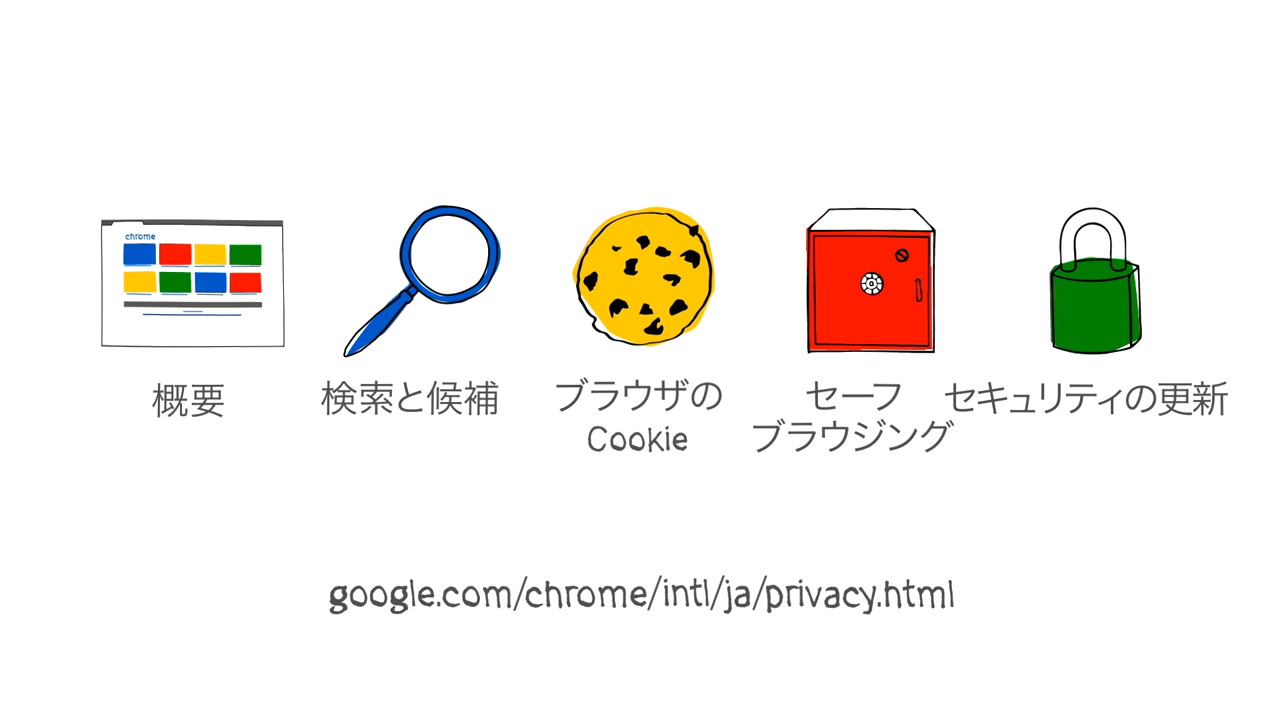 chrome
概要
検索と候補
ブラウザの
Cookie
セーフ
ブラウジング
セキュリティの更新
google.com/chrome/intl/ja/privacy.html